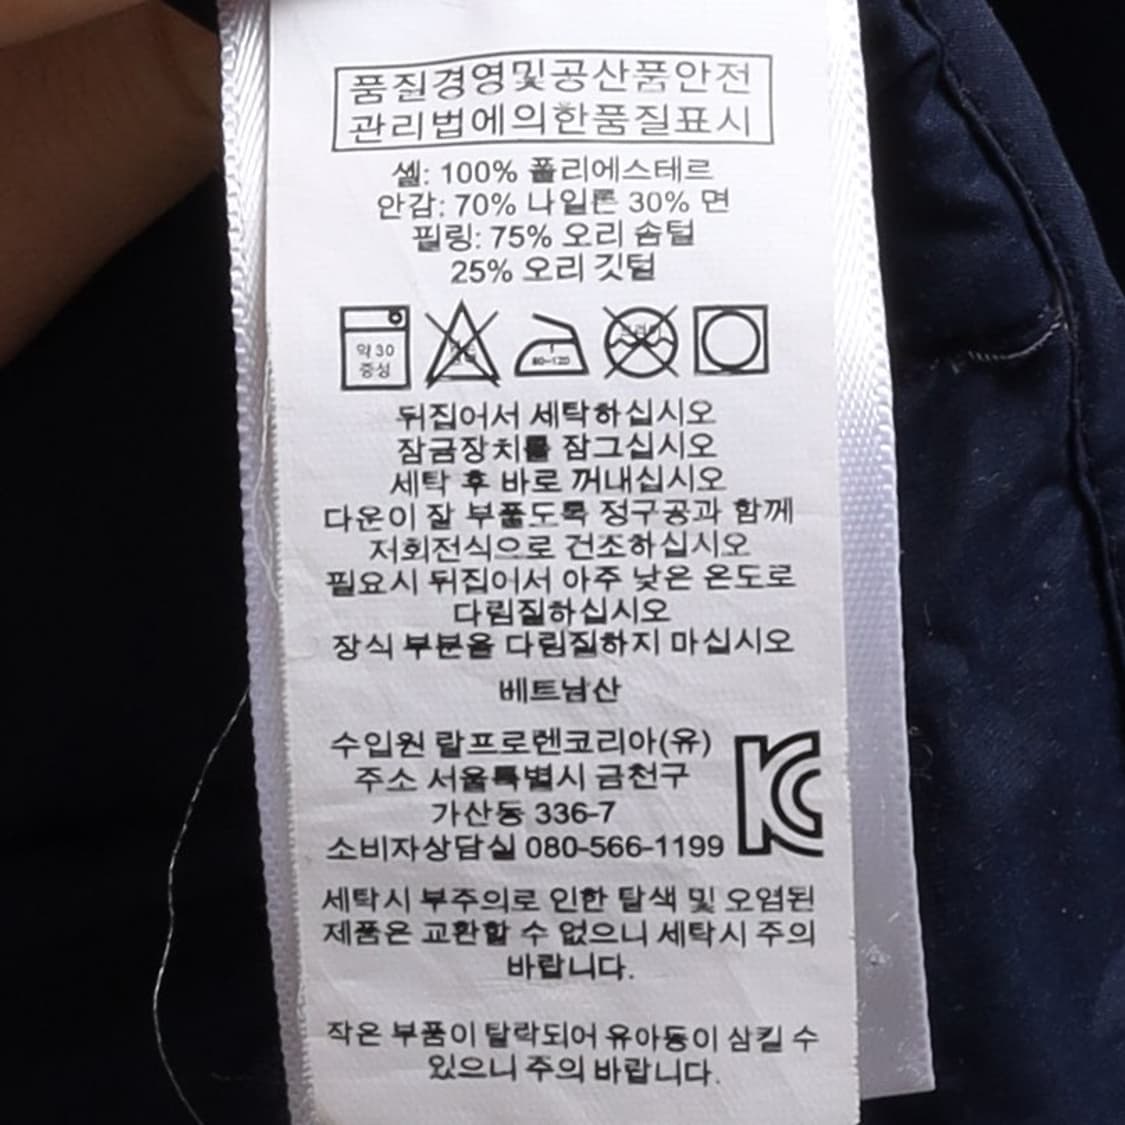 품질경영및공산품안전
관리법에의한품질표시
셸: 100% 폴리에스테르
안감: 70% 나일론 30% 면
필링: 75% 오리 솜털
25% 오리 깃털
약 30
중성
80-120
뒤집어서 세탁하십시오
잠금장치를 잠그십시오
세탁 후 바로 꺼내십시오
다운이 잘 부풀도록 정구공과 함께
저회전식으로 건조하십시오
필요시 뒤집어서 아주 낮은 온도로
다림질하십시오
장식 부분을 다림질하지 마십시오
베트남산
수입원 랄프로렌코리아(유)
주소 서울특별시 금천구
가산동 336-7
소비자상담실 080-566-1199
KC
세탁시 부주의로 인한 탈색 및 오염된
제품은 교환할 수 없으니 세탁시 주의
바랍니다.
작은 부품이 탈락되어 유아동이 삼킬 수
있으니 주의 바랍니다.